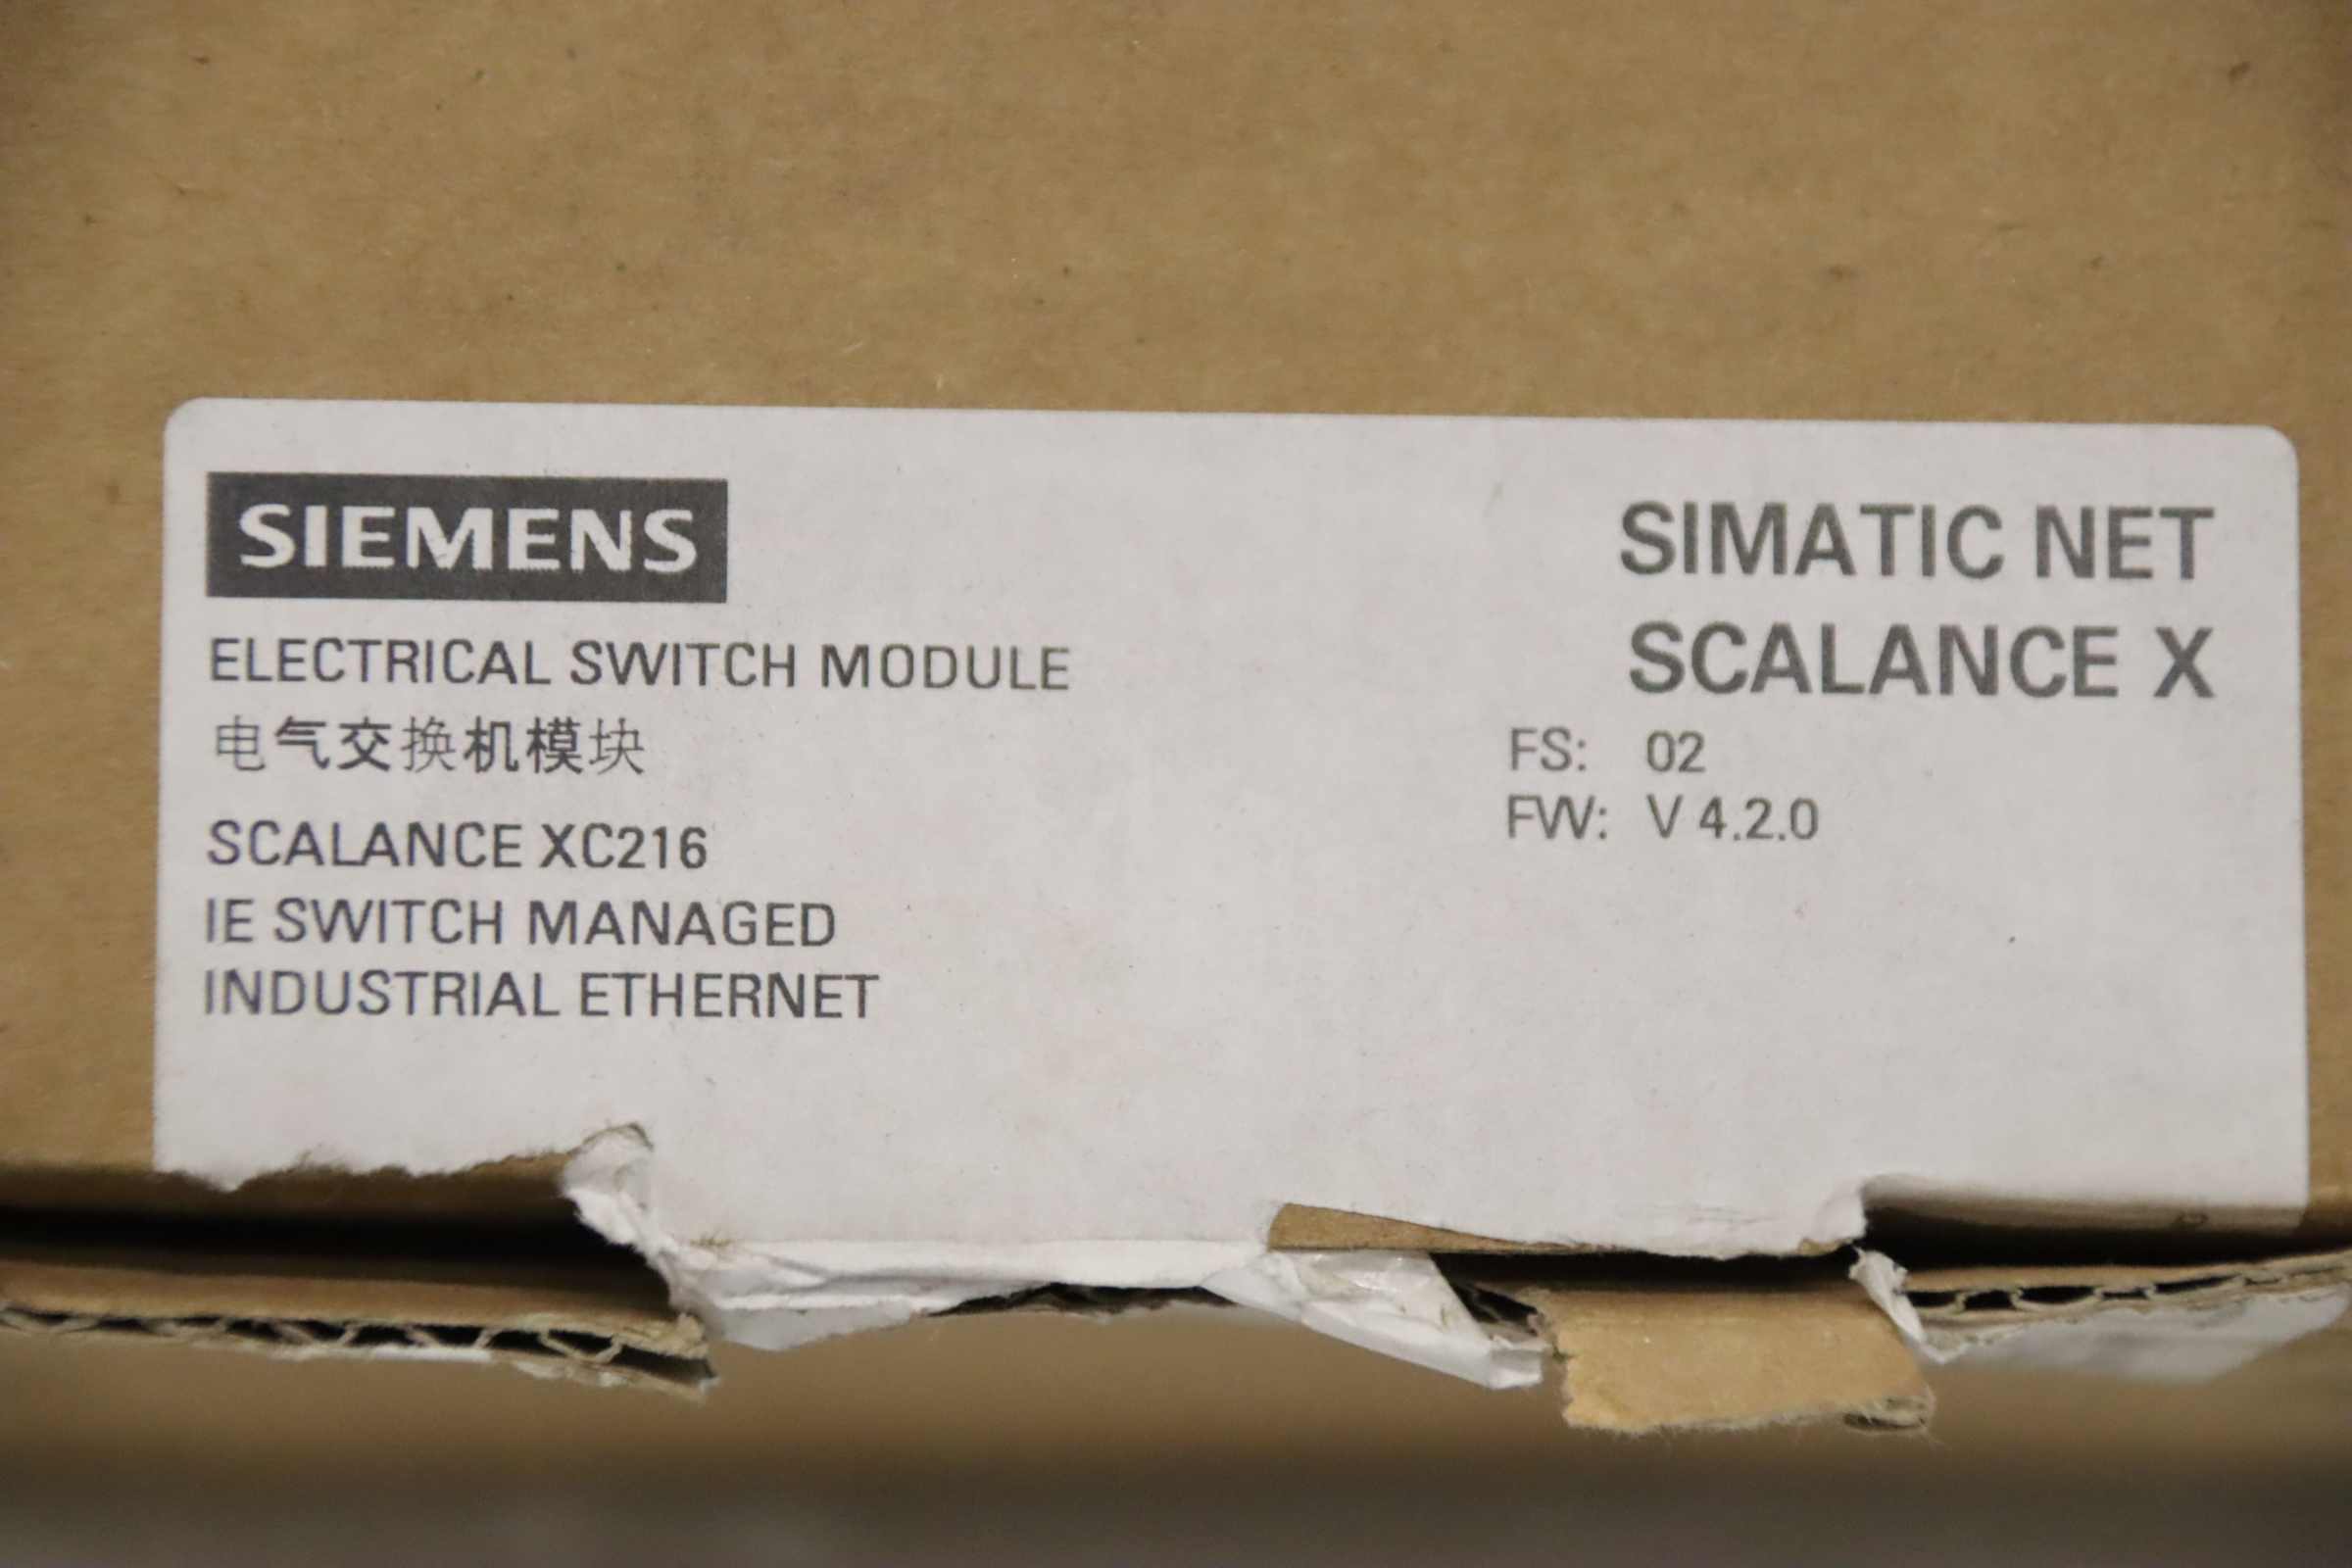 SIEMENS
ELECTRICAL SWITCH MODULE
电气交换机模块
SCALANCE XC216
IE SWITCH MANAGED
INDUSTRIAL ETHERNET
SIMATIC NET
SCALANCE X
FS: 02
FW: V 4.2.0